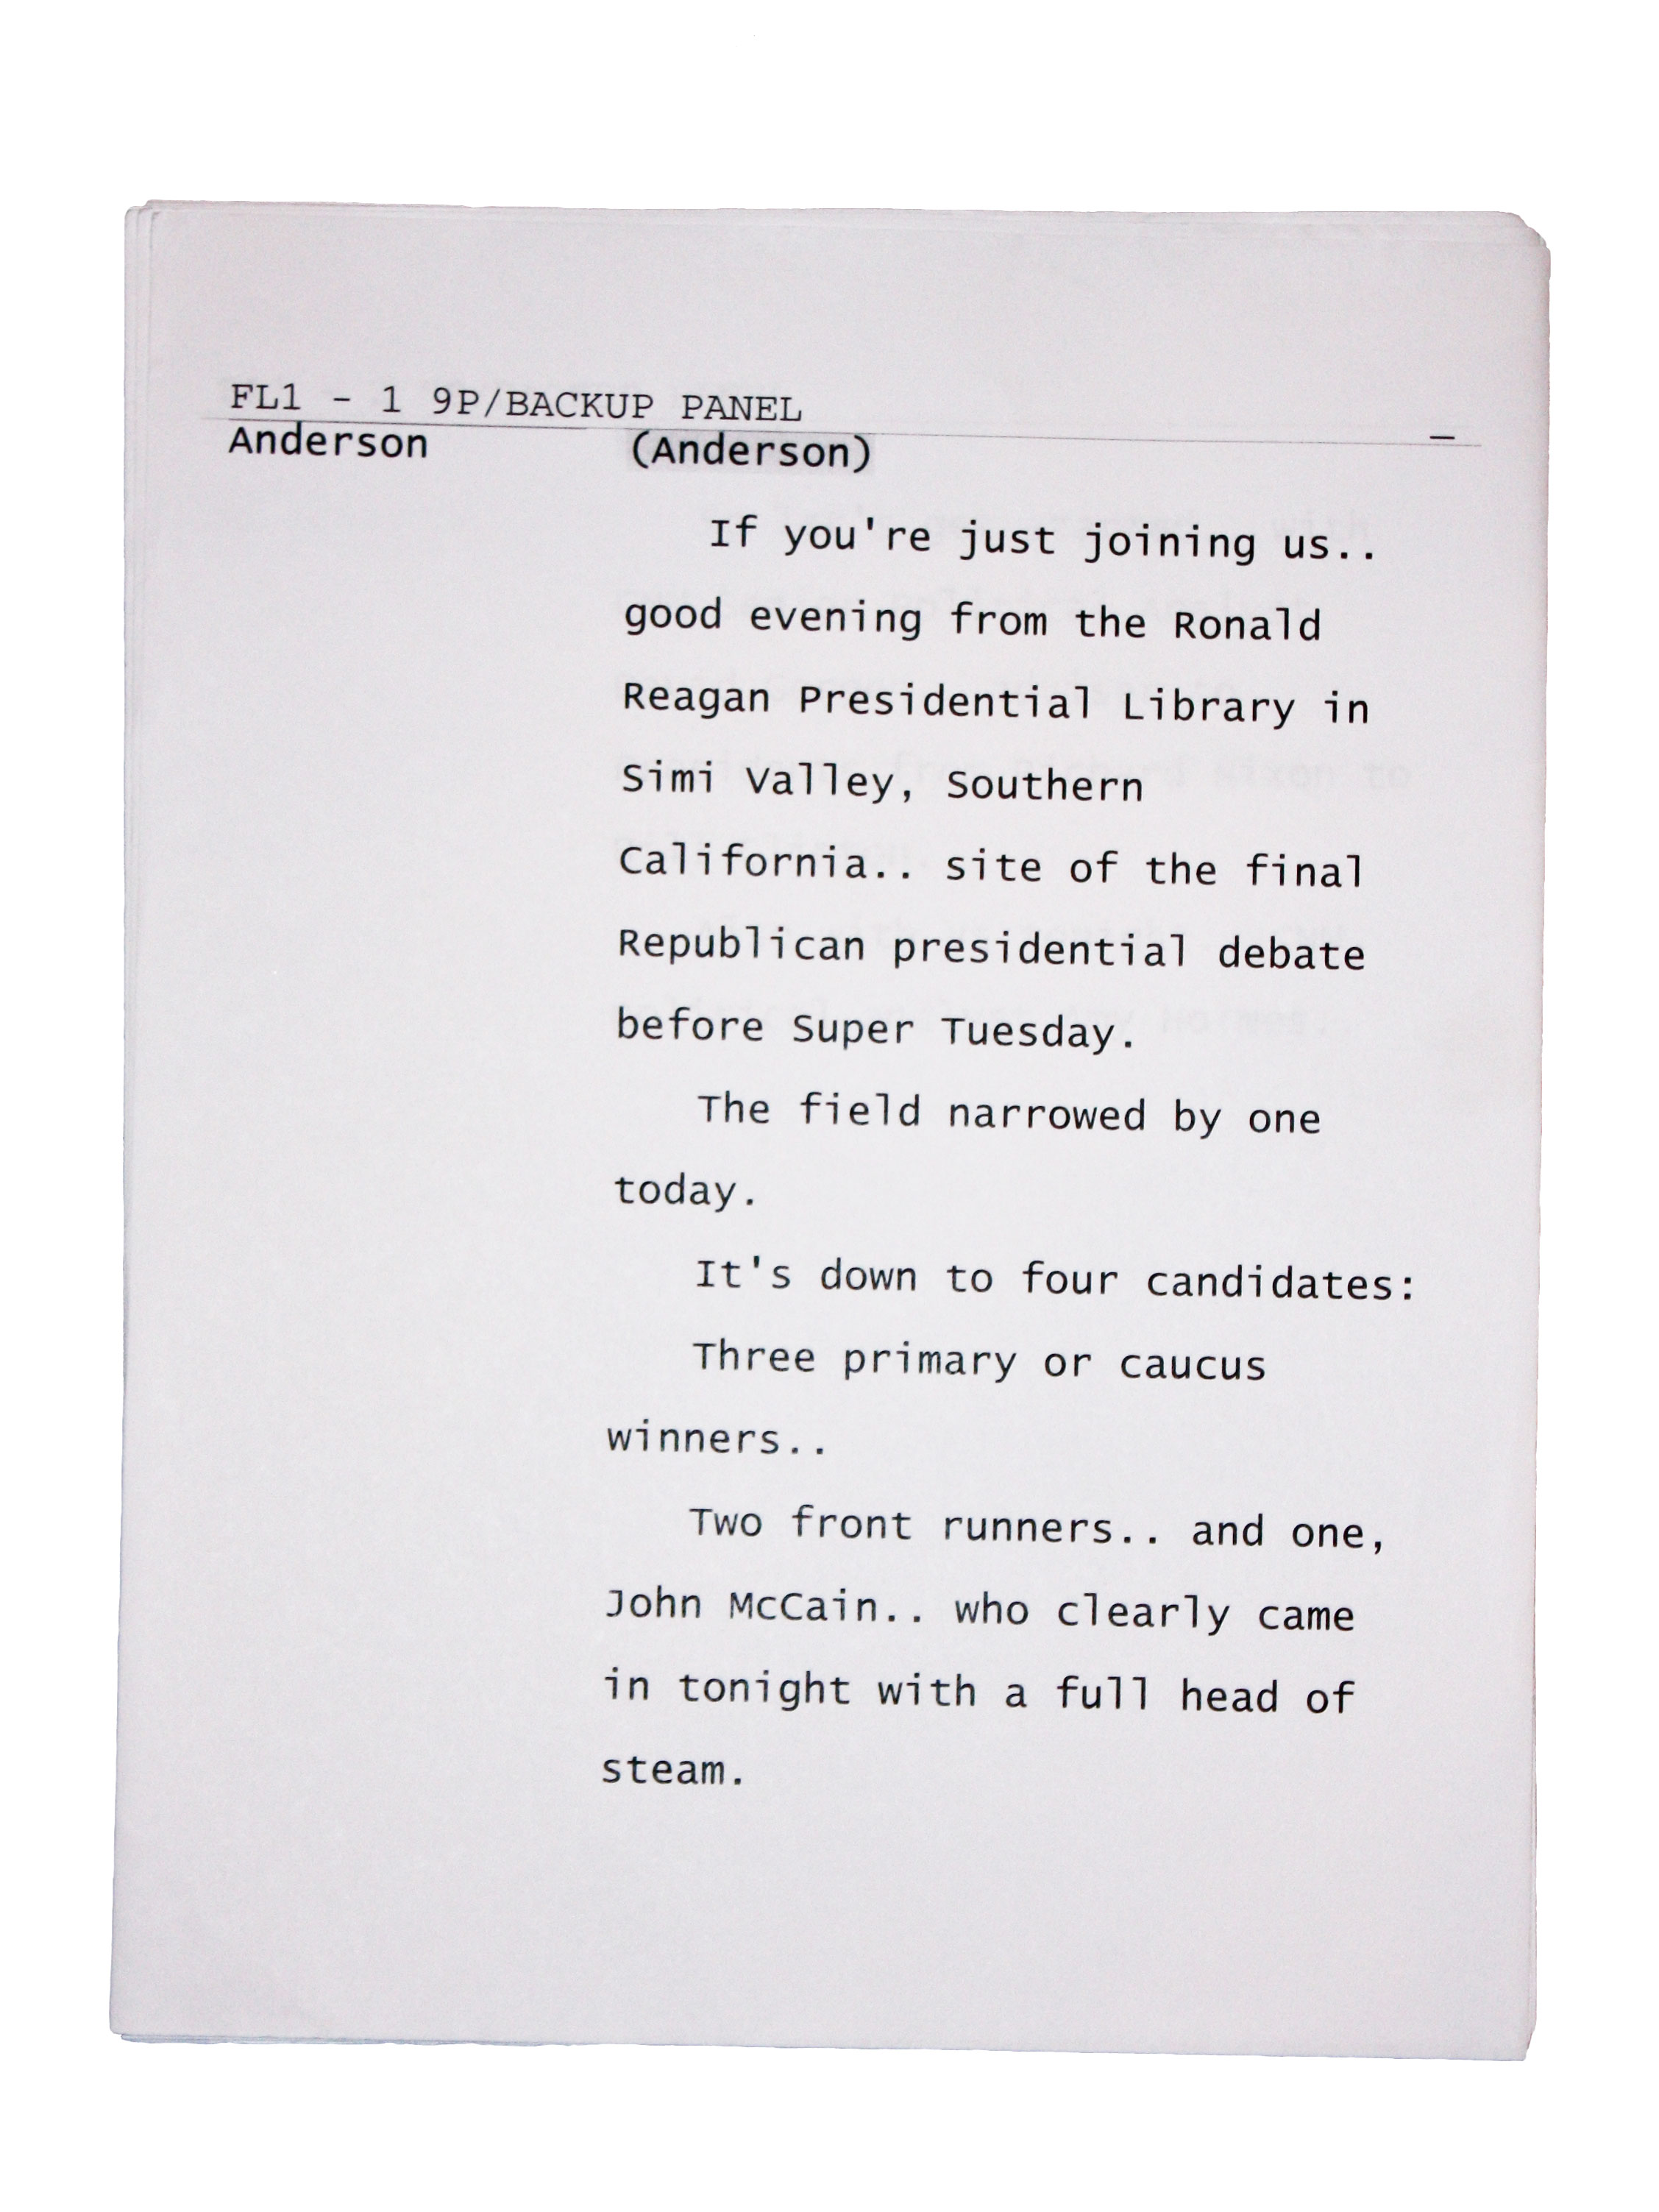 FL1 - 1 9P/BACKUP PANEL
Anderson (Anderson)
If you're just joining us..
good evening from the Ronald
Reagan Presidential Library in
Simi Valley, Southern
California.. site of the final
Republican presidential debate
before Super Tuesday.
The field narrowed by one
today.
It's down to four candidates:
Three primary or caucus
winners..
Two front runners.. and one,
John McCain.. who clearly came
in tonight with a full head of
steam.